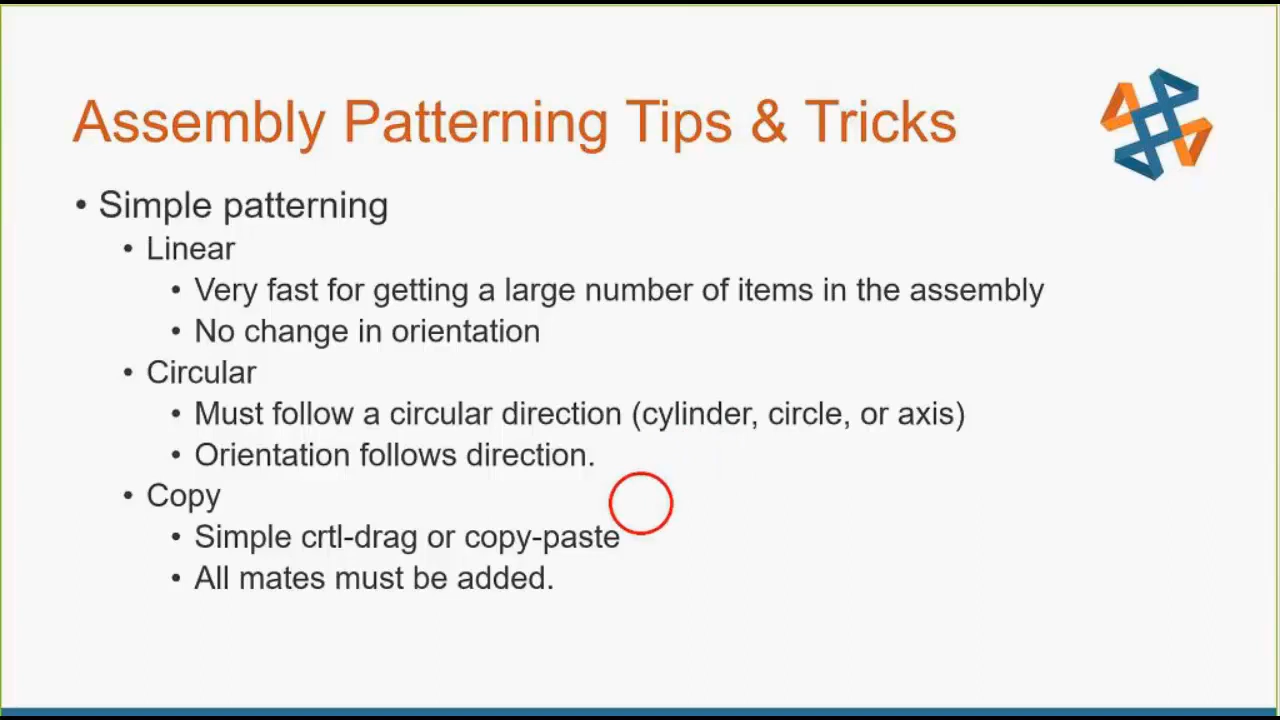 Assembly Patterning Tips & Tricks
• Simple patterning
• Linear
• Very fast for getting a large number of items in the assembly
• No change in orientation
• Circular
• Must follow a circular direction (cylinder, circle, or axis)
• Orientation follows direction.
• Copy
• Simple crtl-drag or copy-paste
• All mates must be added.